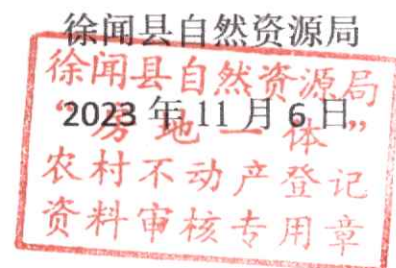 徐闻县自然资源局
徐闻县自然资源局
2023 年 11 月 6 日
“房地一体”
农村不动产登记
资料审核专用章